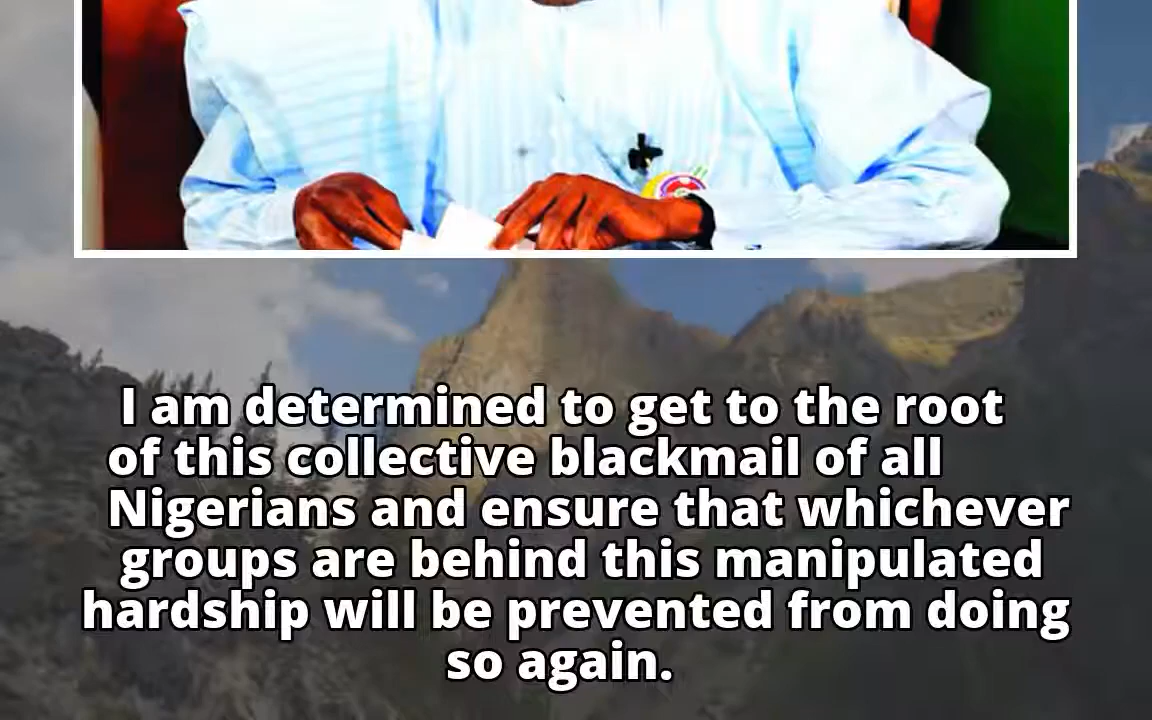 I am determined to get to the root
of this collective blackmail of all
Nigerians and ensure that whichever
groups are behind this manipulated
hardship will be prevented from doing
so again.